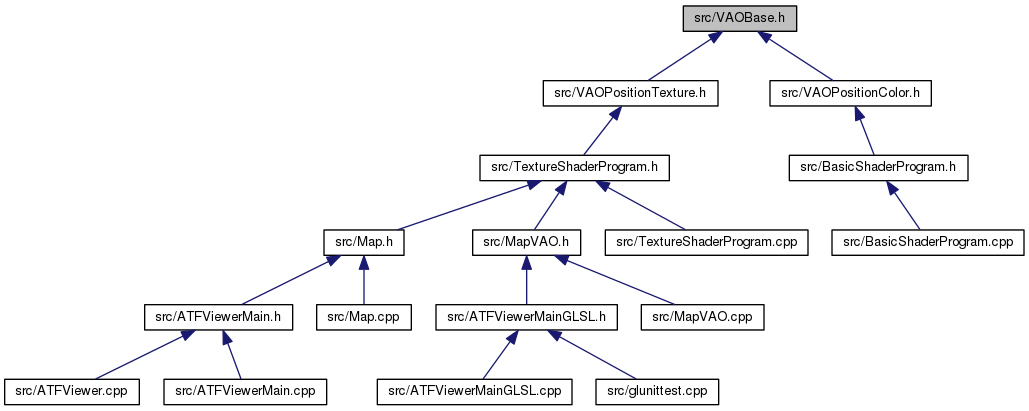 src/VAOBase.h
src/VAOPositionTexture.h
src/VAOPositionColor.h
src/TextureShaderProgram.h
src/BasicShaderProgram.h
src/Map.h
src/MapVAO.h
src/TextureShaderProgram.cpp
src/BasicShaderProgram.cpp
src/ATFViewerMain.h
src/Map.cpp
src/ATFViewerMainGLSL.h
src/MapVAO.cpp
src/ATFViewer.cpp
src/ATFViewerMain.cpp
src/ATFViewerMainGLSL.cpp
src/glunittest.cpp